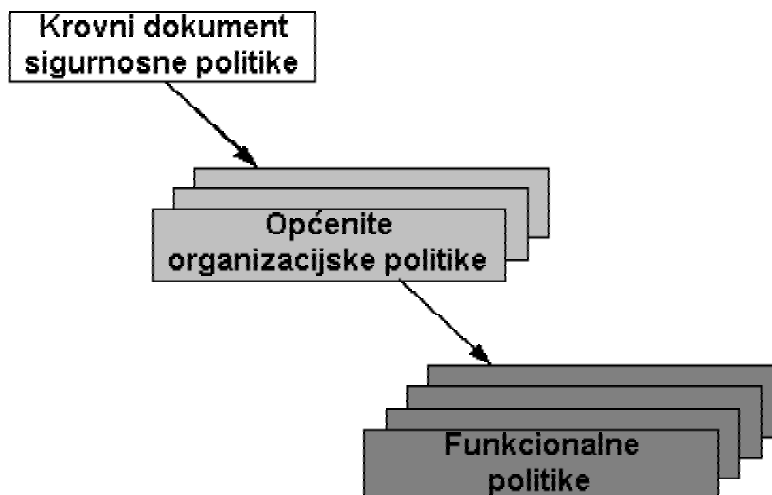 Krovni dokument
sigurnosne politike
Općenite
organizacijske politike
Funkcionalne
politike